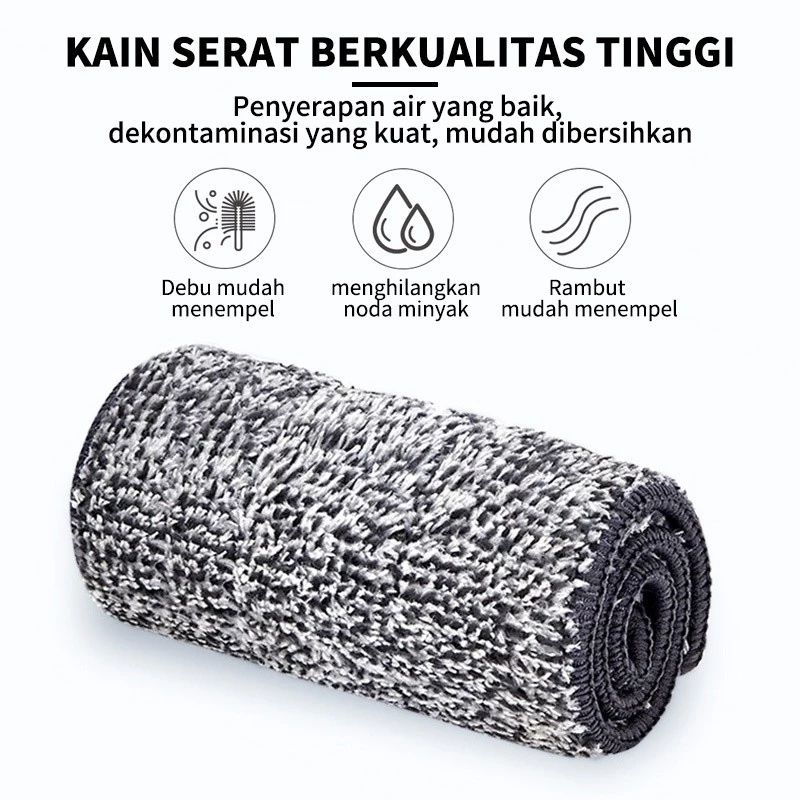 KAIN SERAT BERKUALITAS TINGGI
Penyerapan air yang baik,
dekontaminasi yang kuat, mudah dibersihkan
Debu mudah
menempel
menghilangkan
noda minyak
Rambut
mudah menempel